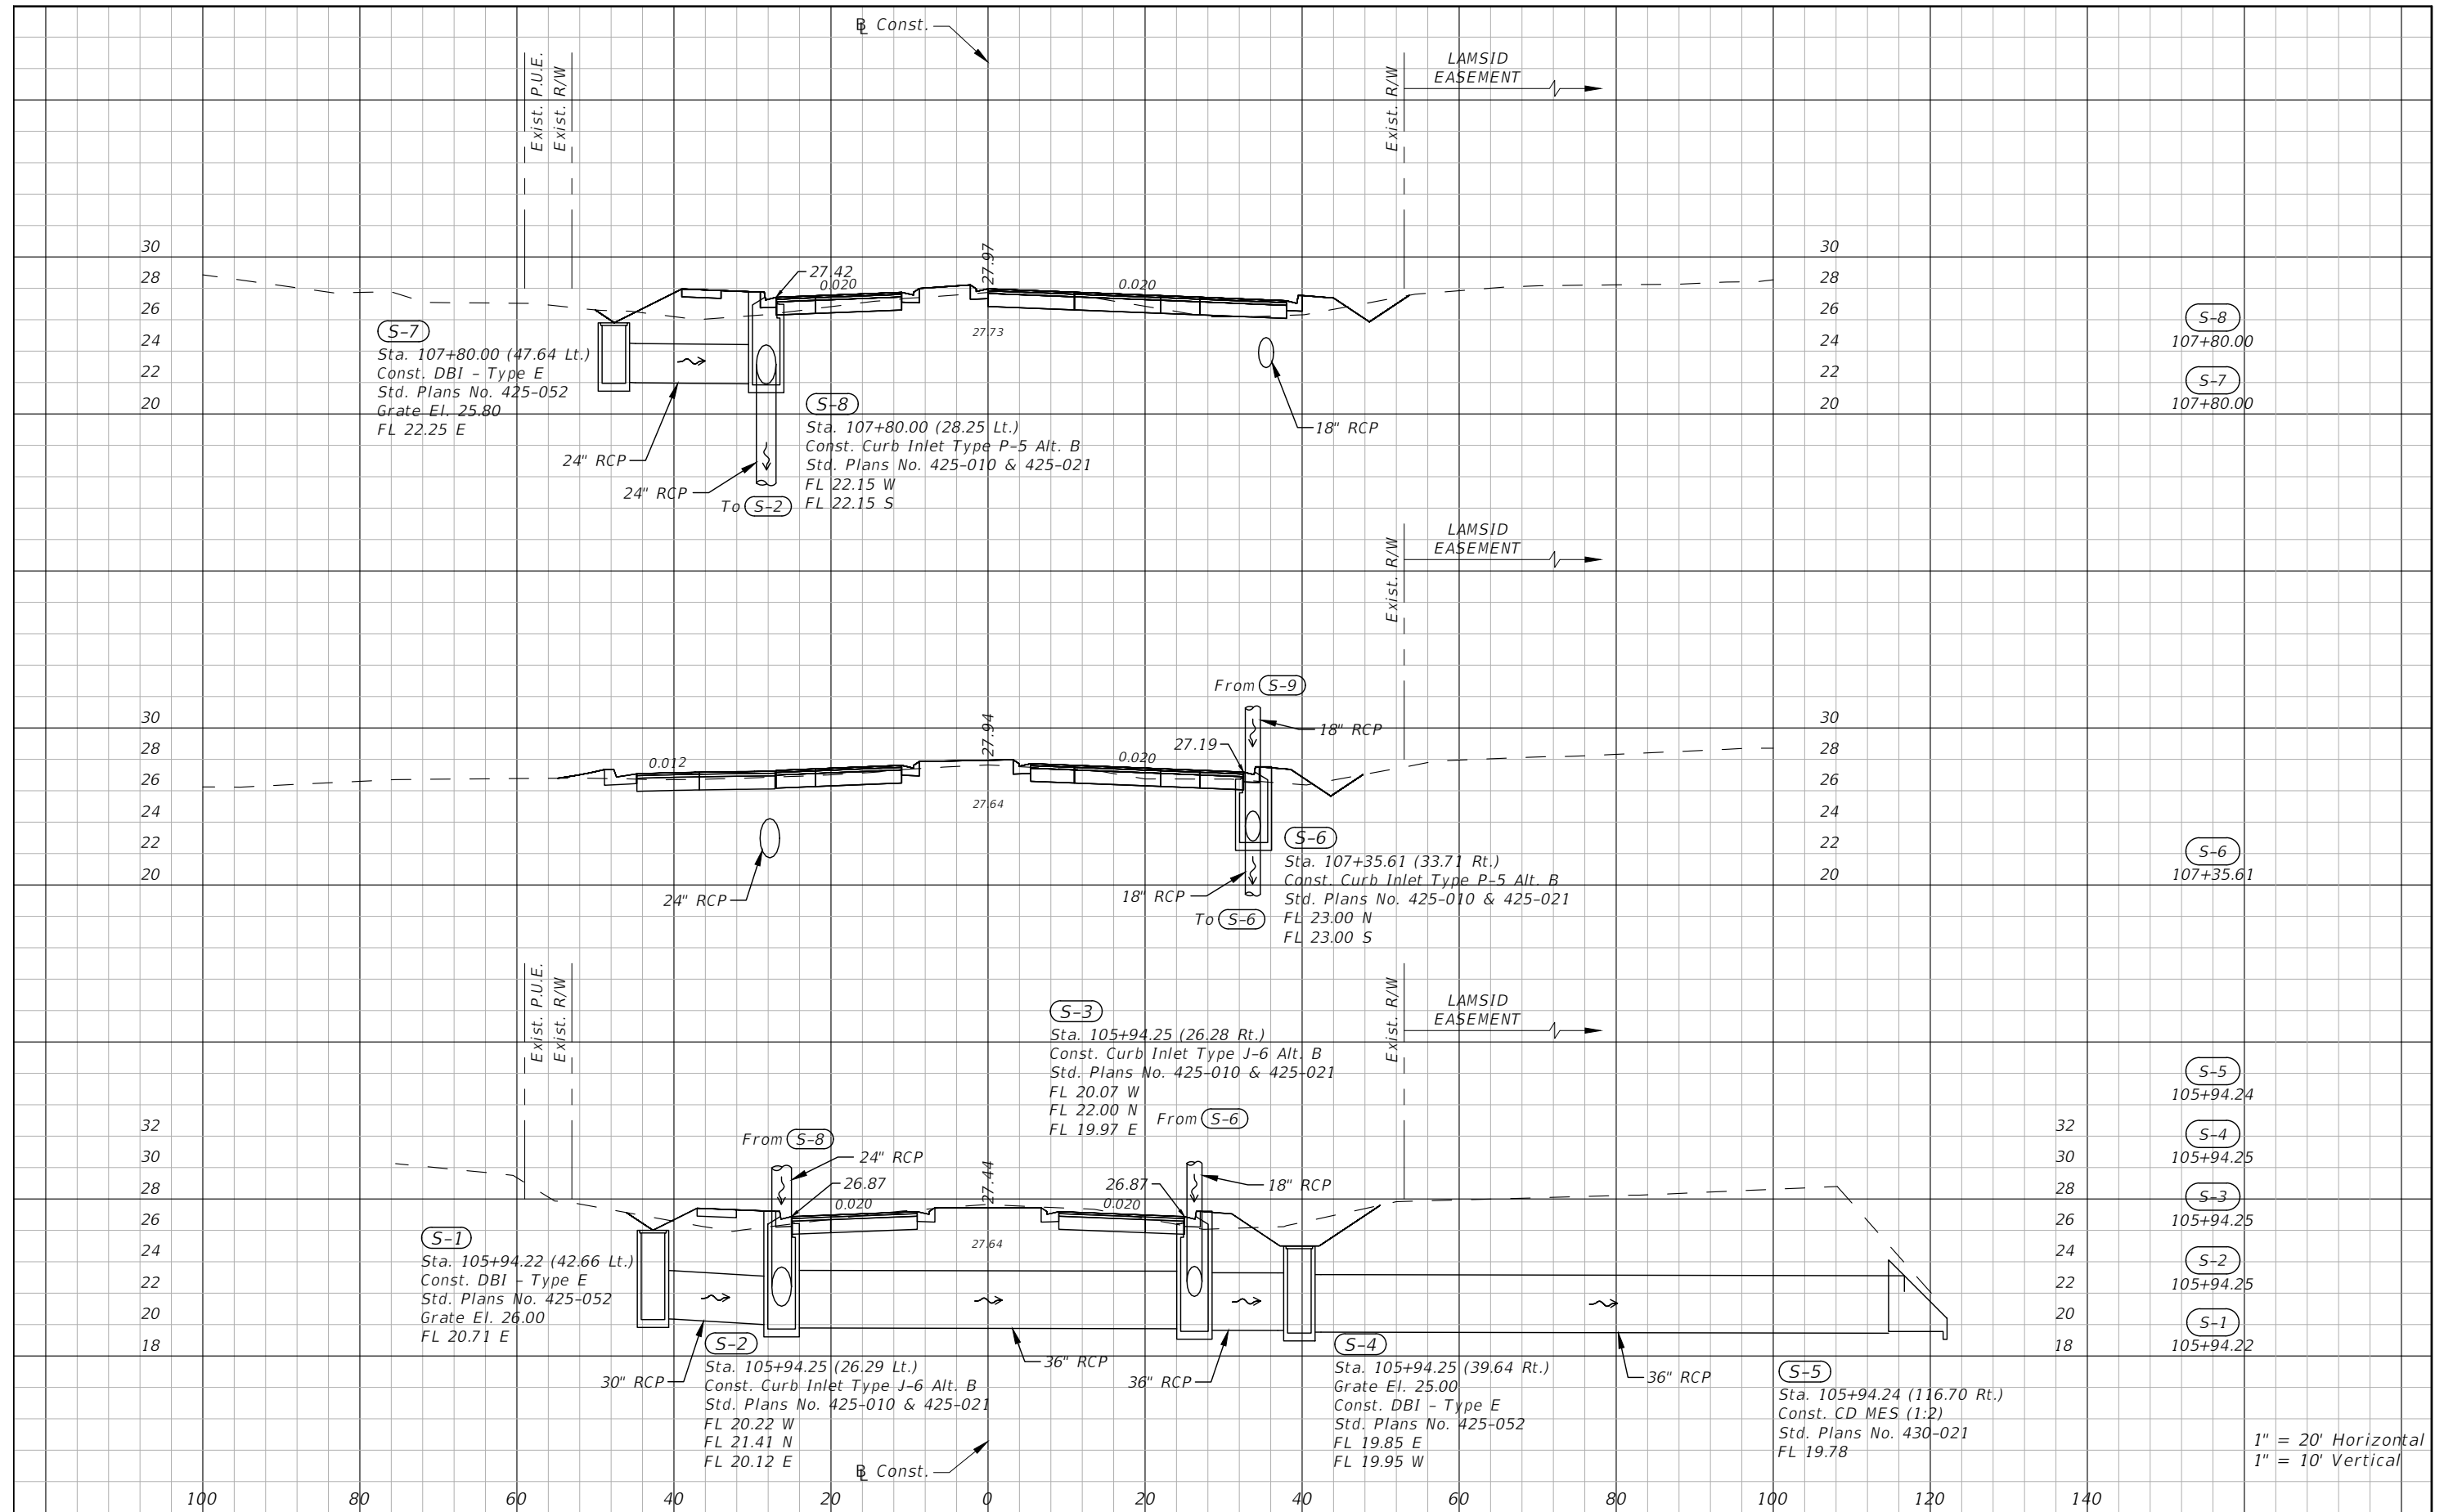 ℄ Const.
Exist. P.U.E.
Exist. R/W
Exist. R/W
LAMSID
EASEMENT
30
28
26
24
22
20
27.42
0.020
27.97
0.020
27.73
30
28
26
24
22
20
S-8
107+80.00
S-7
107+80.00
S-7
Sta. 107+80.00 (47.64 Lt.)
Const. DBI - Type E
Std. Plans No. 425-052
Grate El. 25.80
FL 22.25 E
24" RCP
24" RCP
To S-2
S-8
Sta. 107+80.00 (28.25 Lt.)
Const. Curb Inlet Type P-5 Alt. B
Std. Plans No. 425-010 & 425-021
FL 22.15 W
FL 22.15 S
18" RCP
Exist. R/W
LAMSID
EASEMENT
From S-9
18" RCP
30
28
26
24
22
20
0.012
27.94
0.020
27.19
27.64
30
28
26
24
22
20
S-6
107+35.61
24" RCP
18" RCP
To S-6
S-6
Sta. 107+35.61 (33.71 Rt.)
Const. Curb Inlet Type P-5 Alt. B
Std. Plans No. 425-010 & 425-021
FL 23.00 N
FL 23.00 S
Exist. P.U.E.
Exist. R/W
Exist. R/W
LAMSID
EASEMENT
S-3
Sta. 105+94.25 (26.28 Rt.)
Const. Curb Inlet Type J-6 Alt. B
Std. Plans No. 425-010 & 425-021
FL 20.07 W
FL 22.00 N
FL 19.97 E
From S-6
From S-8
24" RCP
18" RCP
32
30
28
26
24
22
20
18
26.87
0.020
27.44
26.87
0.020
27.64
32
30
28
26
24
22
20
18
S-5
105+94.24
S-4
105+94.25
S-3
105+94.25
S-2
105+94.25
S-1
105+94.22
S-1
Sta. 105+94.22 (42.66 Lt.)
Const. DBI - Type E
Std. Plans No. 425-052
Grate El. 26.00
FL 20.71 E
30" RCP
S-2
Sta. 105+94.25 (26.29 Lt.)
Const. Curb Inlet Type J-6 Alt. B
Std. Plans No. 425-010 & 425-021
FL 20.22 W
FL 21.41 N
FL 20.12 E
36" RCP
36" RCP
S-4
Sta. 105+94.25 (39.64 Rt.)
Grate El. 25.00
Const. DBI - Type E
Std. Plans No. 425-052
FL 19.85 E
FL 19.95 W
36" RCP
S-5
Sta. 105+94.24 (116.70 Rt.)
Const. CD MES (1:2)
Std. Plans No. 430-021
FL 19.78
℄ Const.
1" = 20' Horizontal
1" = 10' Vertical
100 80 60 40 20 0 20 40 60 80 100 120 140